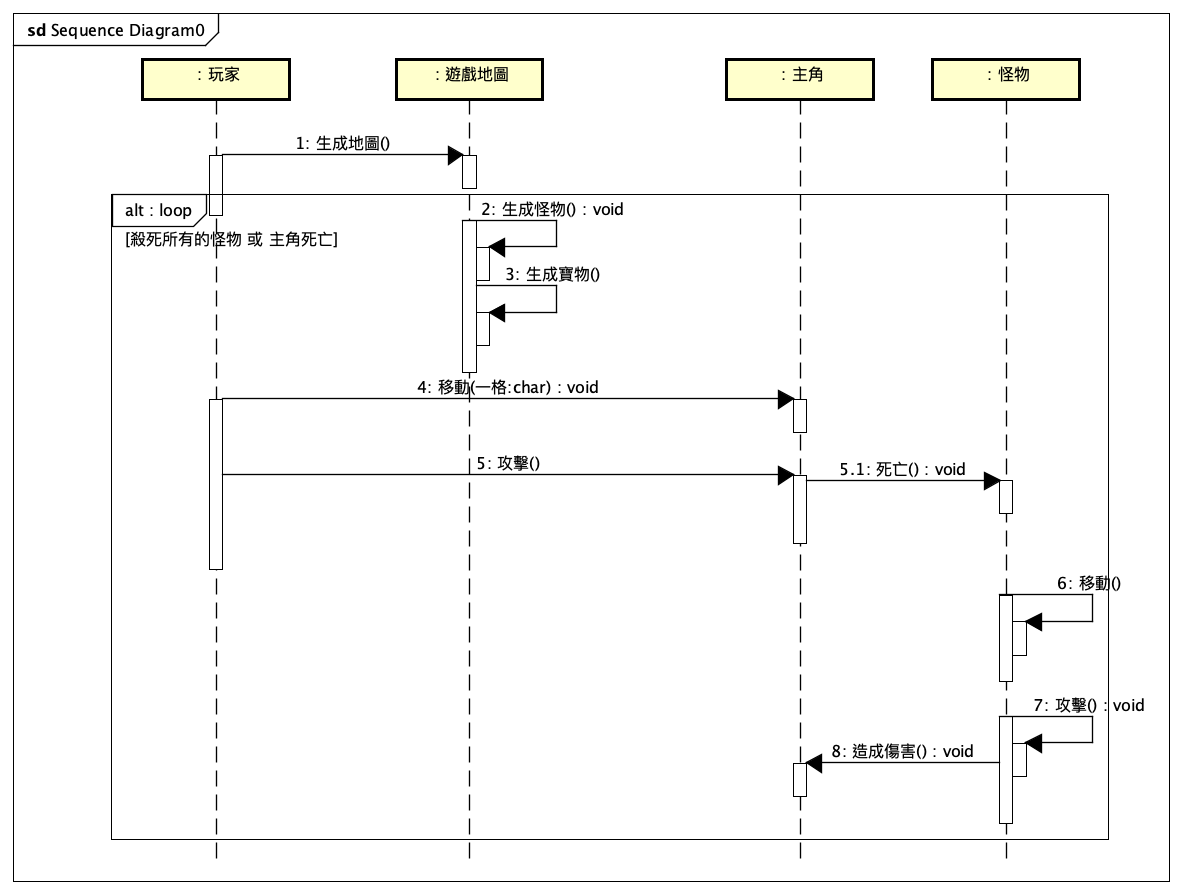 sd Sequence Diagram0
: 玩家
: 遊戲地圖
: 主角
: 怪物
1: 生成地圖()
alt : loop
2: 生成怪物() : void
[殺死所有的怪物 或 主角死亡]
3: 生成寶物()
4: 移動(一格:char) : void
5: 攻擊()
5.1: 死亡() : void
6: 移動()
7: 攻擊() : void
8: 造成傷害() : void